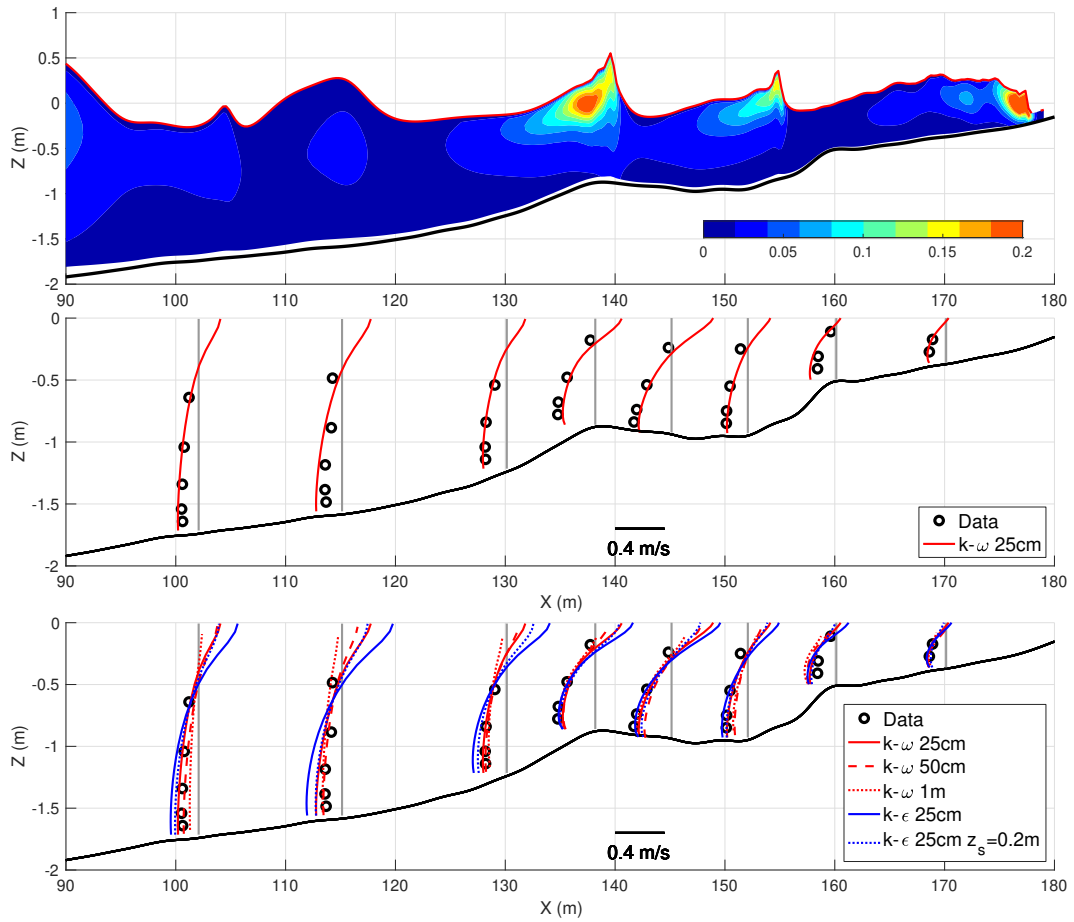 1
0.5
0
-0.5
-1
-1.5
-2
Z (m)
0 0.05 0.1 0.15 0.2
90 100 110 120 130 140 150 160 170 180
0
-0.5
-1
-1.5
-2
Z (m)
0.4 m/s
Data
k-ω 25cm
90 100 110 120 130 140 150 160 170 180
X (m)
0
-0.5
-1
-1.5
-2
Z (m)
0.4 m/s
Data
k-ω 25cm
k-ω 50cm
k-ω 1m
k-ϵ 25cm
k-ϵ 25cm z_s=0.2m
90 100 110 120 130 140 150 160 170 180
X (m)